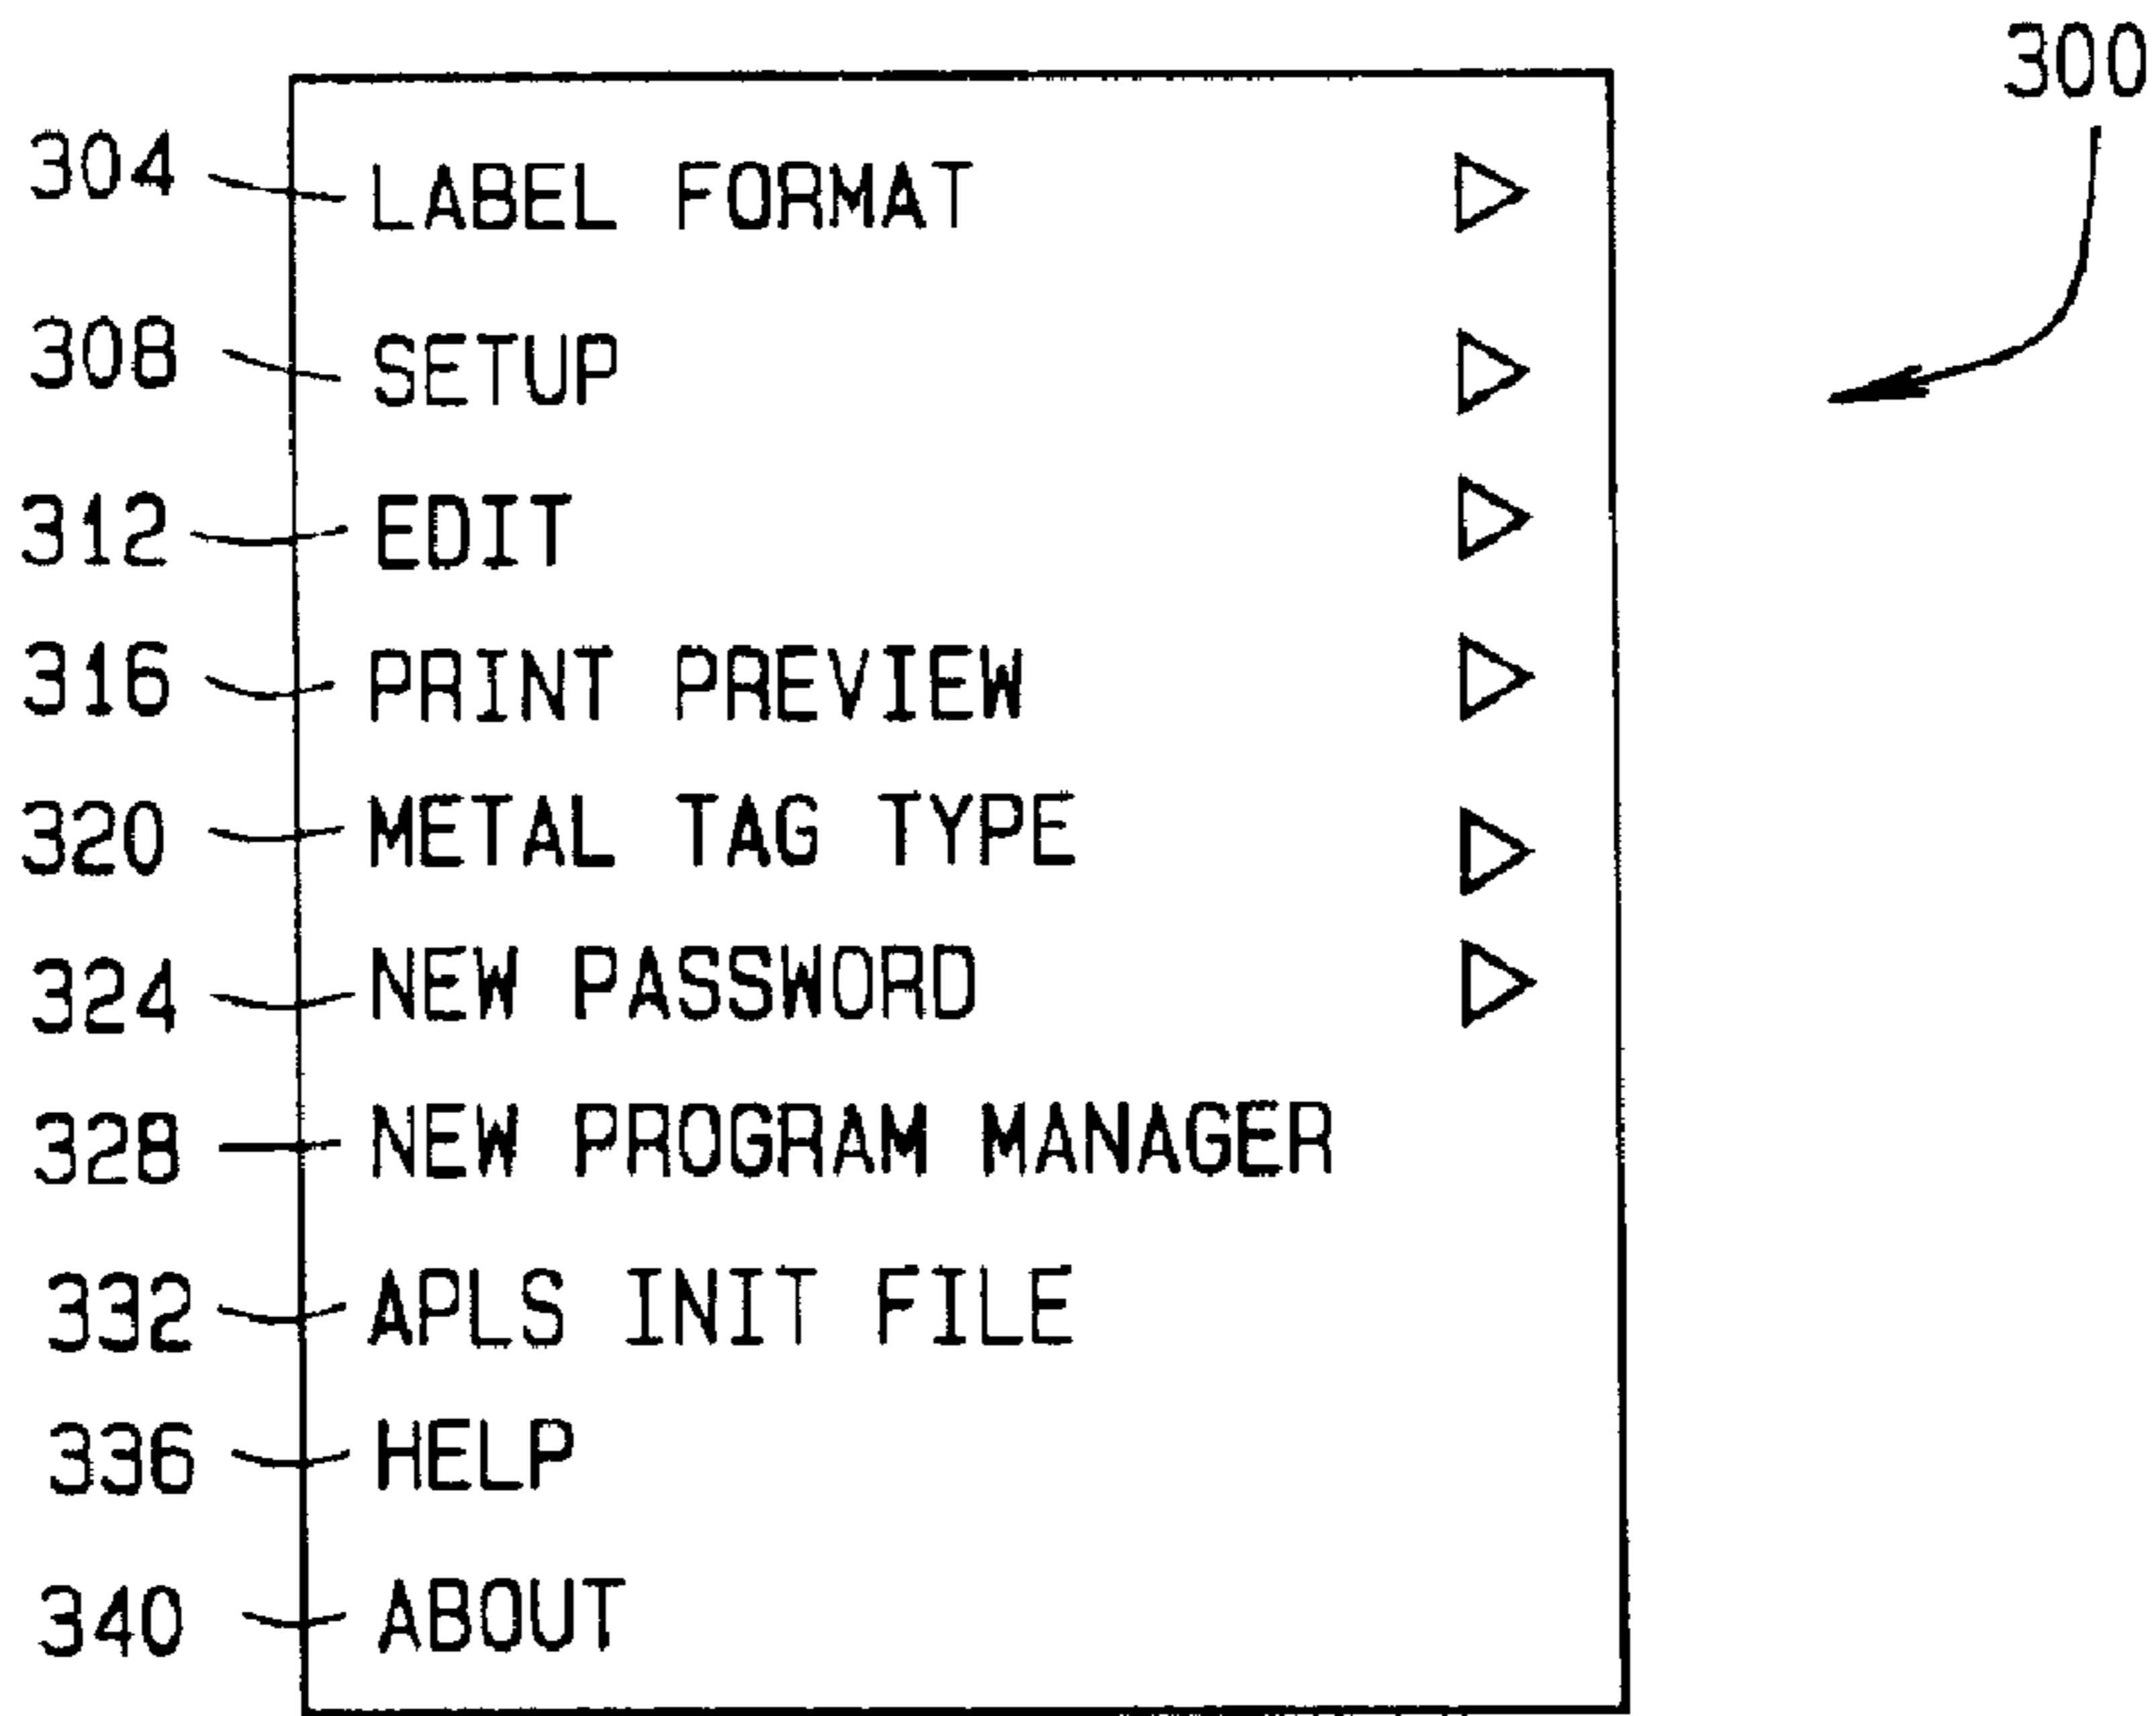 300
304 LABEL FORMAT
308 SETUP
312 EDIT
316 PRINT PREVIEW
320 METAL TAG TYPE
324 NEW PASSWORD
328 NEW PROGRAM MANAGER
332 APLS INIT FILE
336 HELP
340 ABOUT